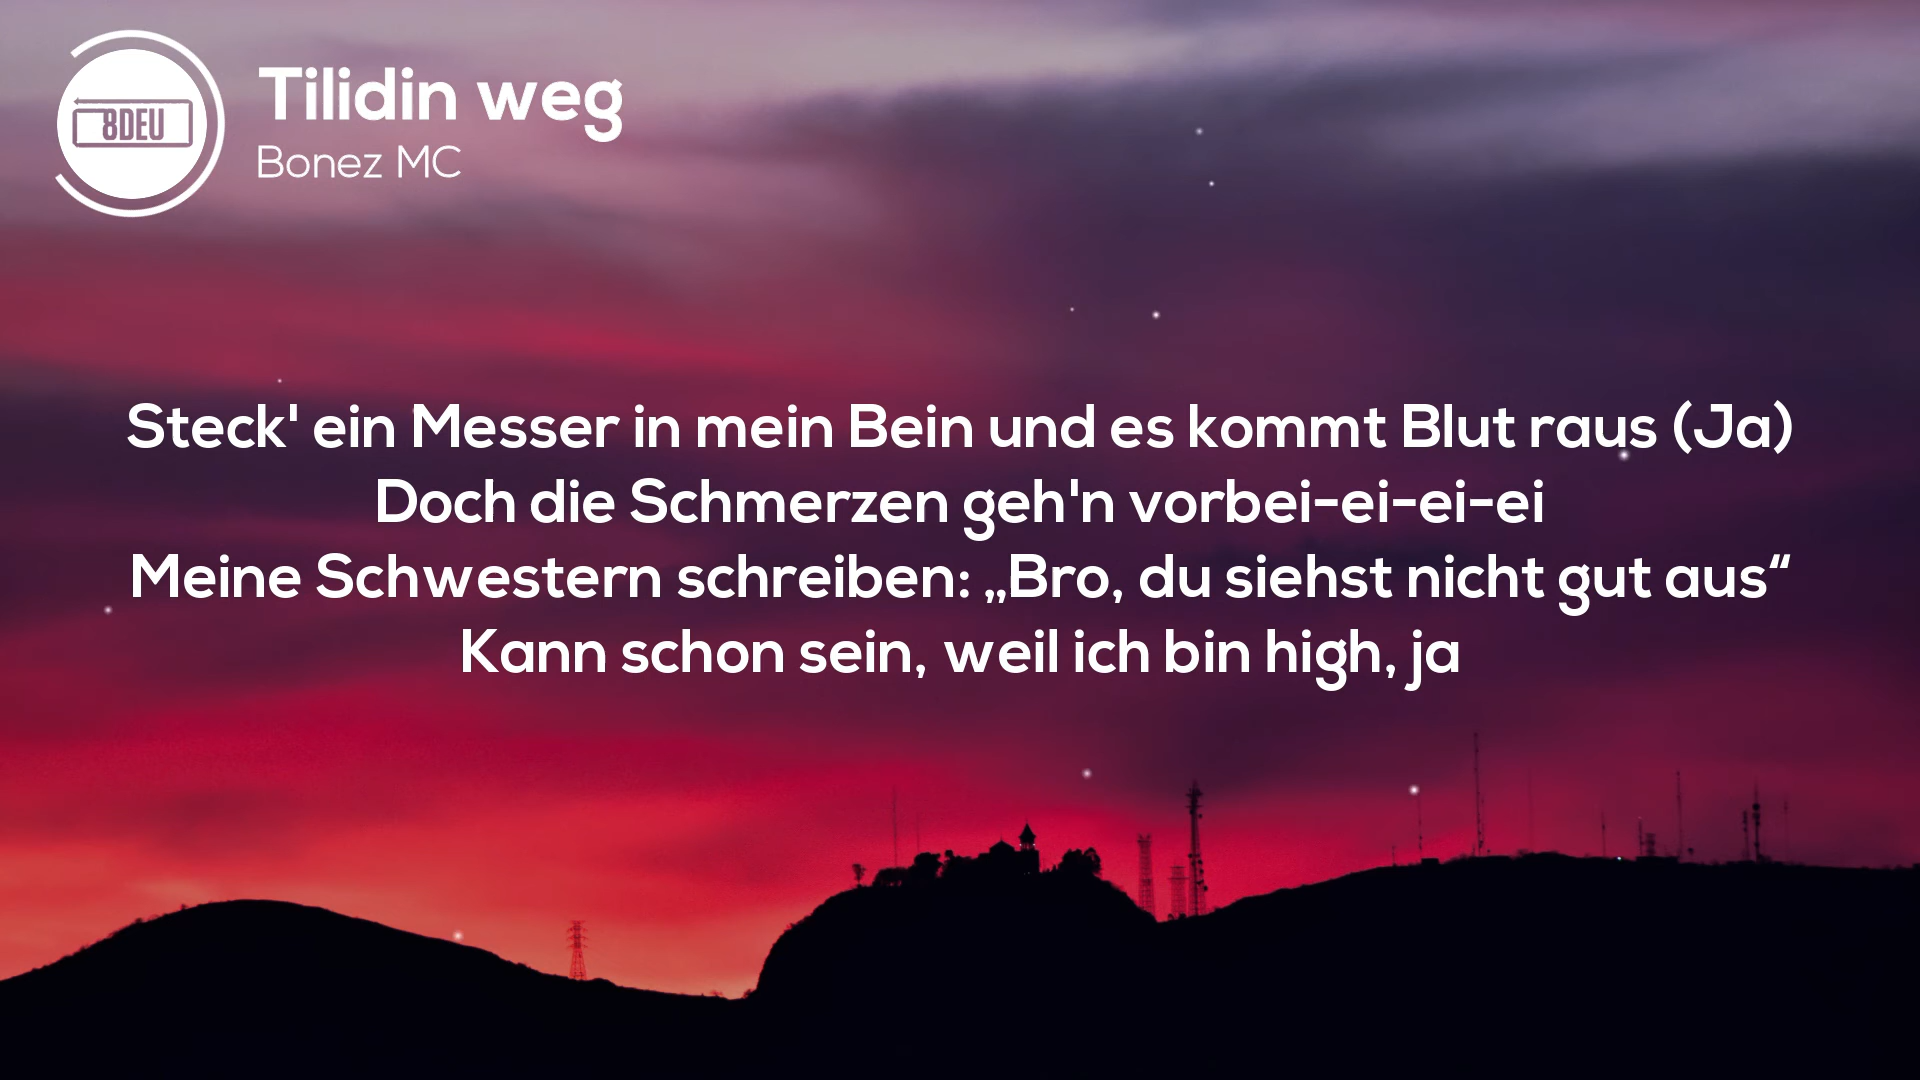 8DEU
Tilidin weg
Bonez MC
Steck' ein Messer in mein Bein und es kommt Blut raus (Ja)
Doch die Schmerzen geh'n vorbei-ei-ei-ei
Meine Schwestern schreiben: „Bro, du siehst nicht gut aus“
Kann schon sein, weil ich bin high, ja